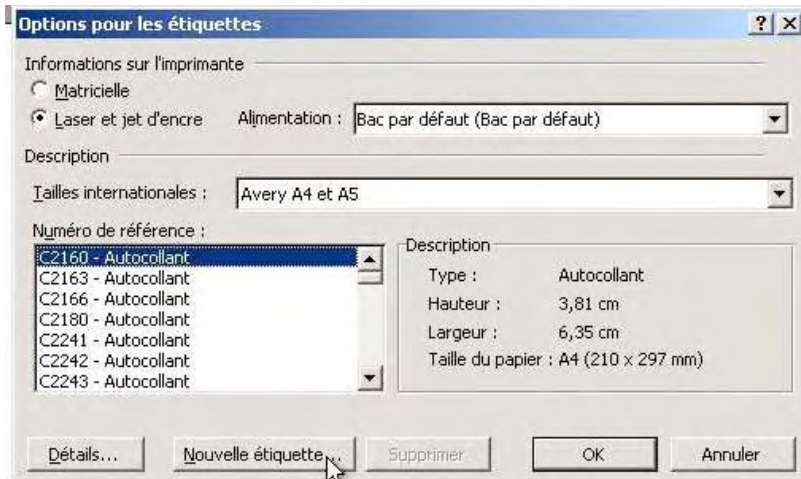 Options pour les étiquettes
Informations sur l'imprimante
Matricielle
Laser et jet d'encre Alimentation : Bac par défaut (Bac par défaut)
Description
Tailles internationales : Avery A4 et A5
Numéro de référence :
C2160 - Autocollant
C2163 - Autocollant
C2166 - Autocollant
C2180 - Autocollant
C2241 - Autocollant
C2242 - Autocollant
C2243 - Autocollant
Description
Type : Autocollant
Hauteur : 3,81 cm
Largeur : 6,35 cm
Taille du papier : A4 (210 x 297 mm)
Détails... Nouvelle étiquette... Supprimer OK Annuler